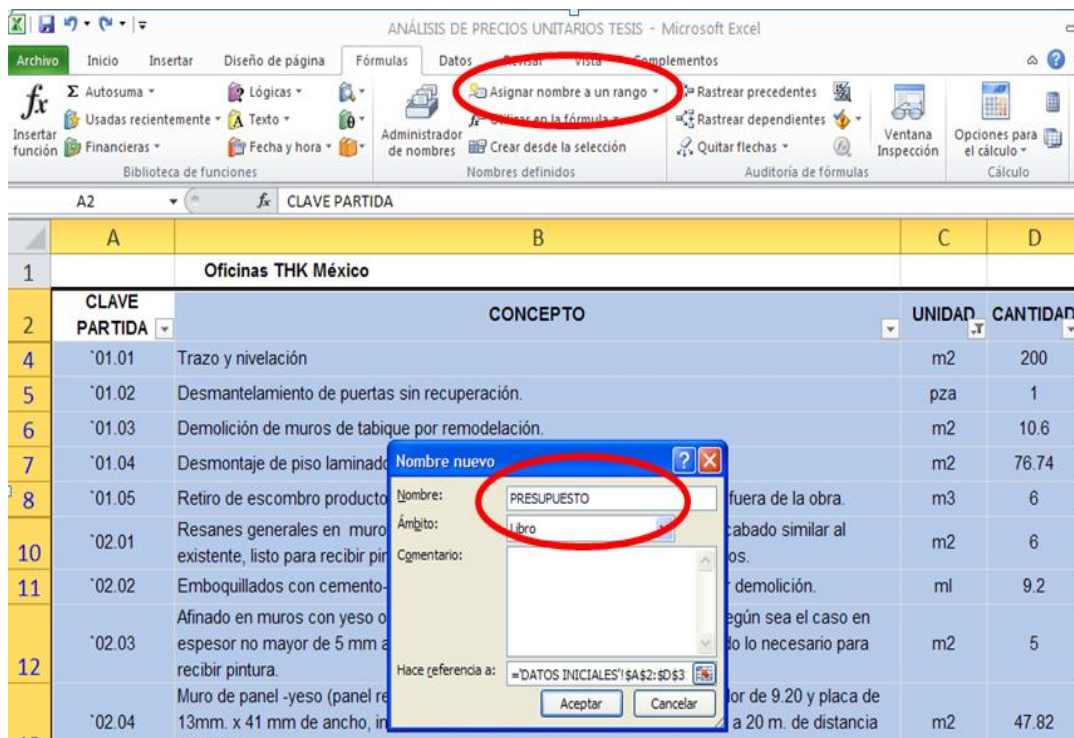 ANÁLISIS DE PRECIOS UNITARIOS TESIS - Microsoft Excel
Archivo Inicio Insertar Diseño de página Fórmulas Datos Revisar Vista Complementos
Σ Autosuma Lógicas Asignar nombre a un rango Rastrear precedentes
fx Usadas recientemente Texto Utilizar en la fórmula Rastrear dependientes
Insertar función Financieras Fecha y hora Administrador de nombres Crear desde la selección Quitar flechas Ventana Inspección Opciones para el cálculo
Biblioteca de funciones Nombres definidos Auditoría de fórmulas Cálculo
A2 fx CLAVE PARTIDA
A B C D
1 Oficinas THK México
2 CLAVE PARTIDA CONCEPTO UNIDAD CANTIDAD
4 `01.01 Trazo y nivelación m2 200
5 `01.02 Desmantelamiento de puertas sin recuperación. pza 1
6 `01.03 Demolición de muros de tabique por remodelación. m2 10.6
7 `01.04 Desmontaje de piso laminado m2 76.74
8 `01.05 Retiro de escombro producto fuera de la obra. m3 6
Resanes generales en muro cabado similar al
10 `02.01 existente, listo para recibir pin os. m2 6
11 `02.02 Emboquillados con cemento- r demolición. ml 9.2
Afinado en muros con yeso o egún sea el caso en
`02.03 espesor no mayor de 5 mm a do lo necesario para m2 5
12 recibir pintura.
Muro de panel -yeso (panel re dor de 9.20 y placa de
`02.04 13mm. x 41 mm de ancho, in a 20 m. de distancia m2 47.82
Nombre nuevo
Nombre: PRESUPUESTO
Ámbito: Libro
Comentario:
Hace referencia a: ='DATOS INICIALES'!$A$2:$D$3
Aceptar Cancelar